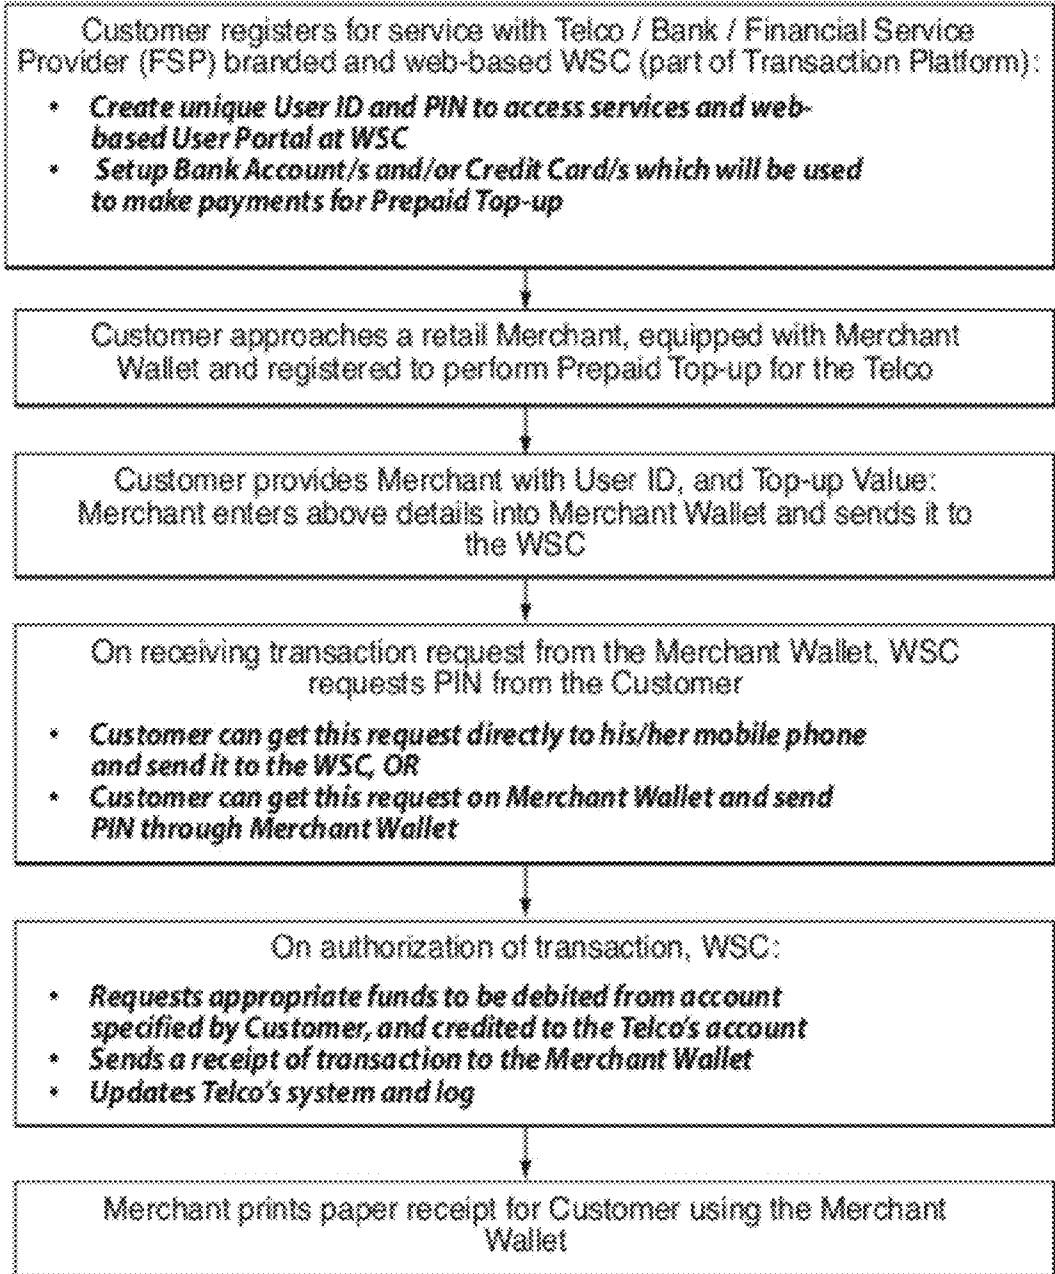 Customer registers for service with Telco / Bank / Financial Service
Provider (FSP) branded and web-based WSC (part of Transaction Platform):
• Create unique User ID and PIN to access services and web-
based User Portal at WSC
• Setup Bank Account/s and/or Credit Card/s which will be used
to make payments for Prepaid Top-up
Customer approaches a retail Merchant, equipped with Merchant
Wallet and registered to perform Prepaid Top-up for the Telco
Customer provides Merchant with User ID, and Top-up Value:
Merchant enters above details into Merchant Wallet and sends it to
the WSC
On receiving transaction request from the Merchant Wallet, WSC
requests PIN from the Customer
• Customer can get this request directly to his/her mobile phone
and send it to the WSC, OR
• Customer can get this request on Merchant Wallet and send
PIN through Merchant Wallet
On authorization of transaction, WSC:
• Requests appropriate funds to be debited from account
specified by Customer, and credited to the Telco's account
• Sends a receipt of transaction to the Merchant Wallet
• Updates Telco's system and log
Merchant prints paper receipt for Customer using the Merchant
Wallet